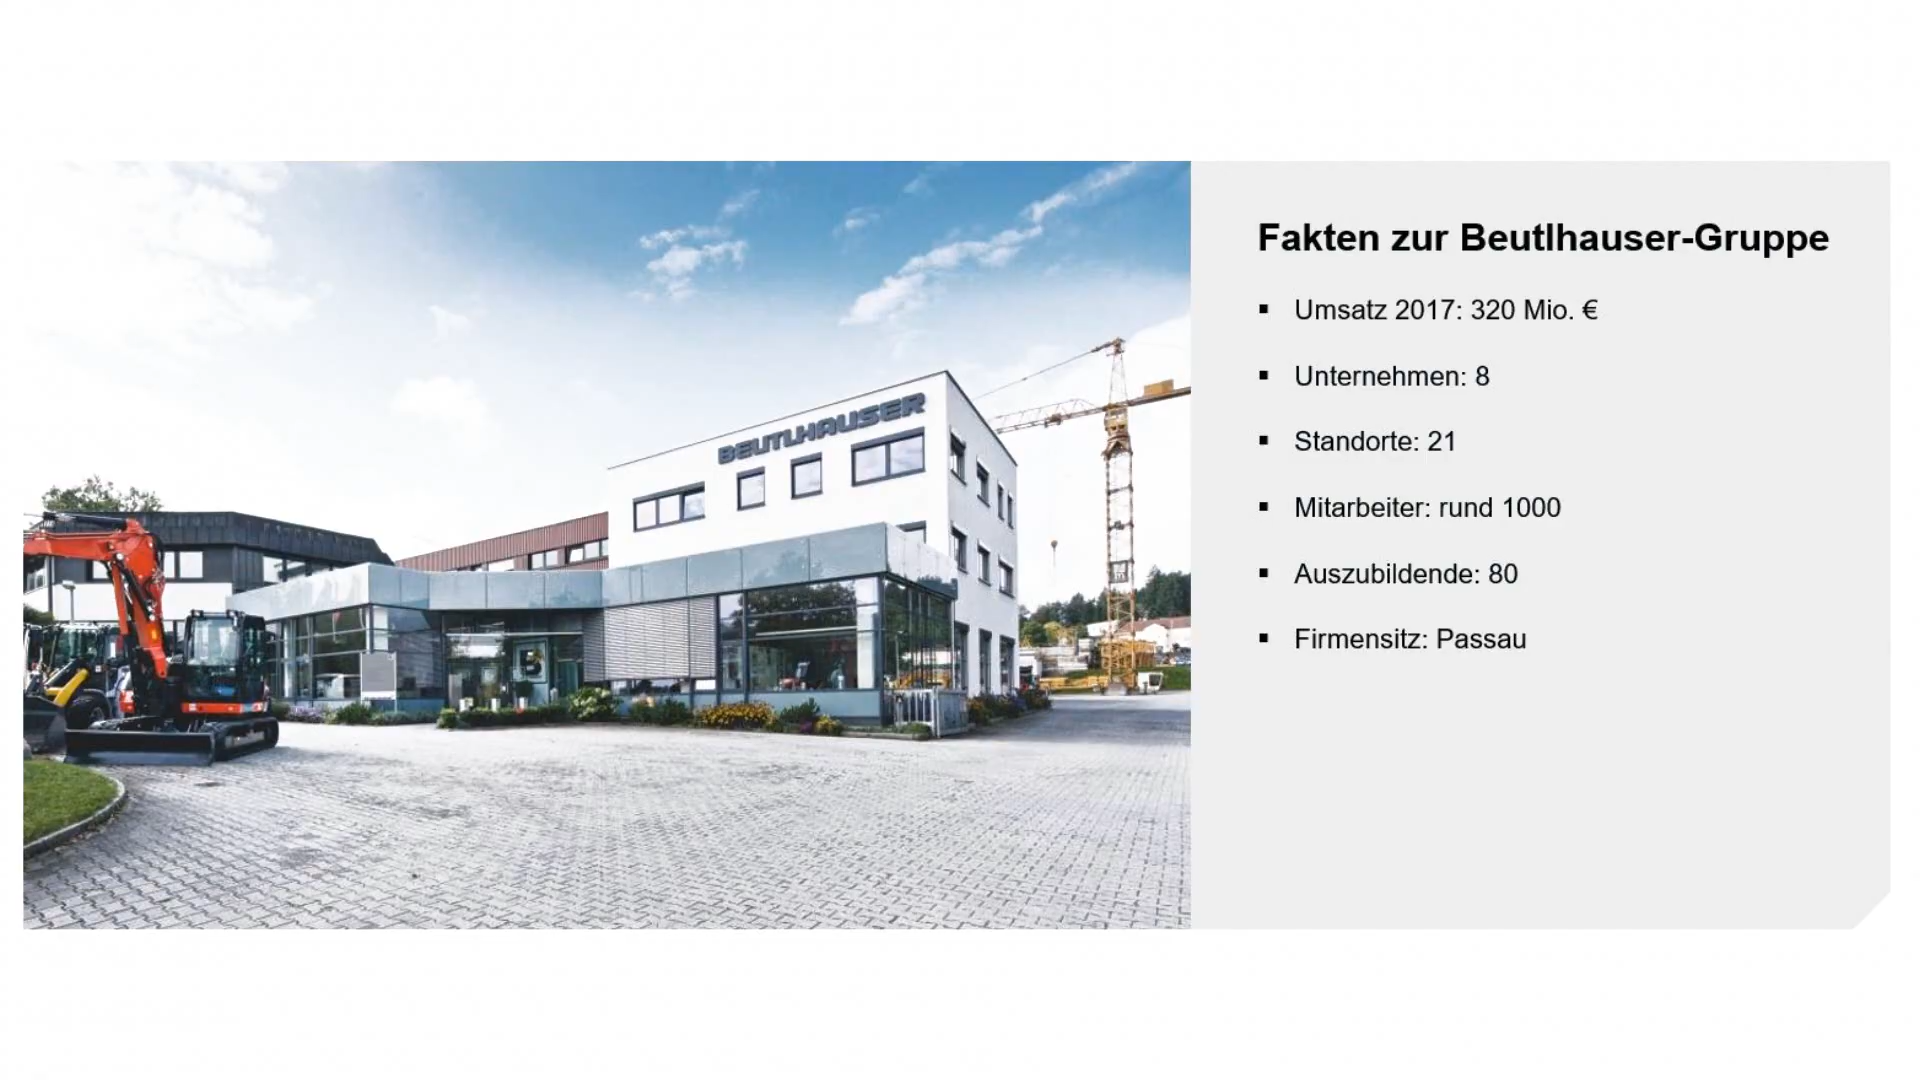 BEUTLHAUSER
Fakten zur Beutlhauser-Gruppe
▪ Umsatz 2017: 320 Mio. €
▪ Unternehmen: 8
▪ Standorte: 21
▪ Mitarbeiter: rund 1000
▪ Auszubildende: 80
▪ Firmensitz: Passau